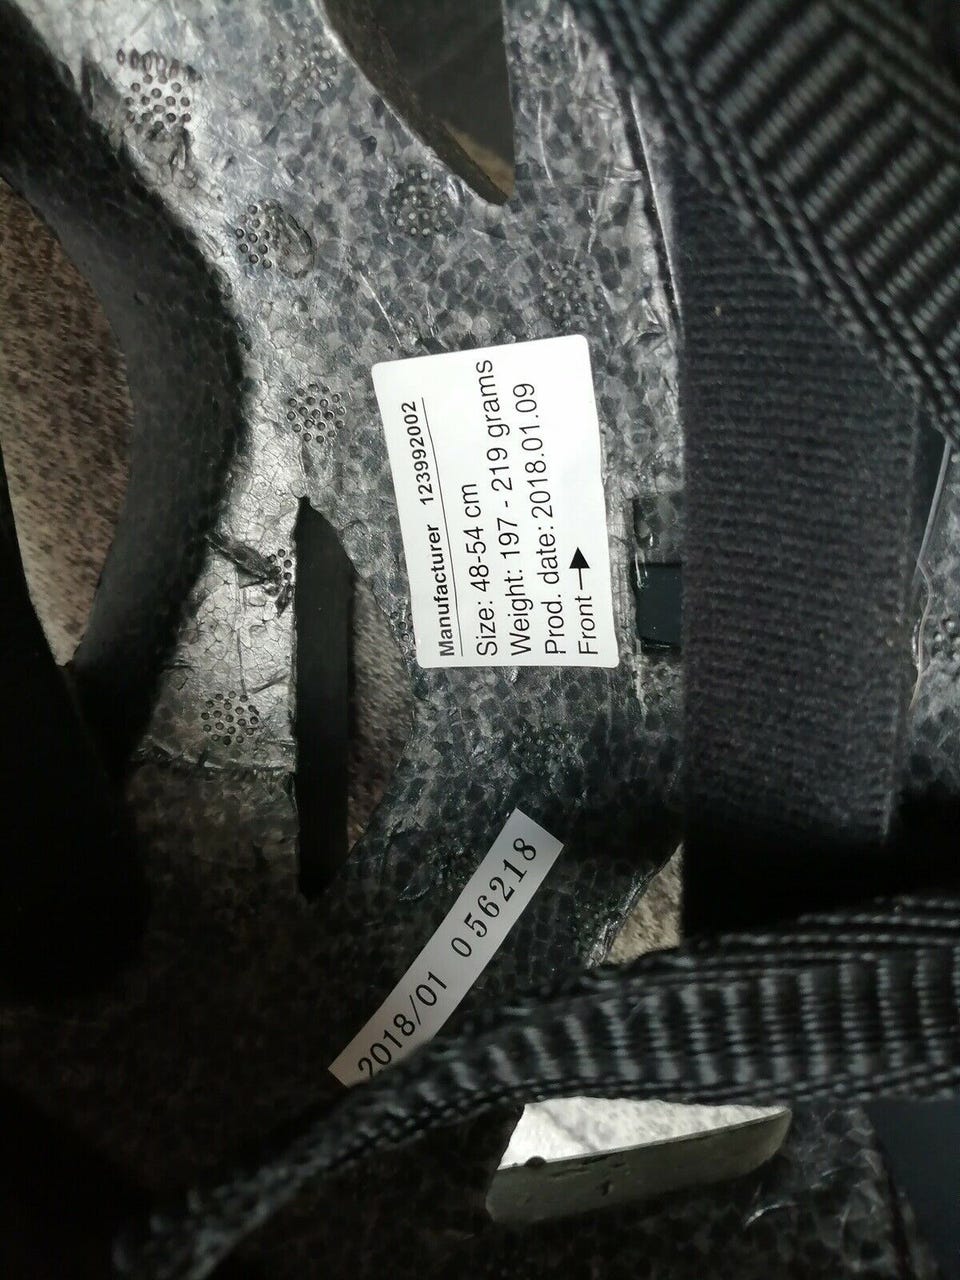 Manufacturer 123992002
Size: 48-54 cm
Weight: 197 - 219 grams
Prod. date: 2018.01.09
Front →
2018/01 056218